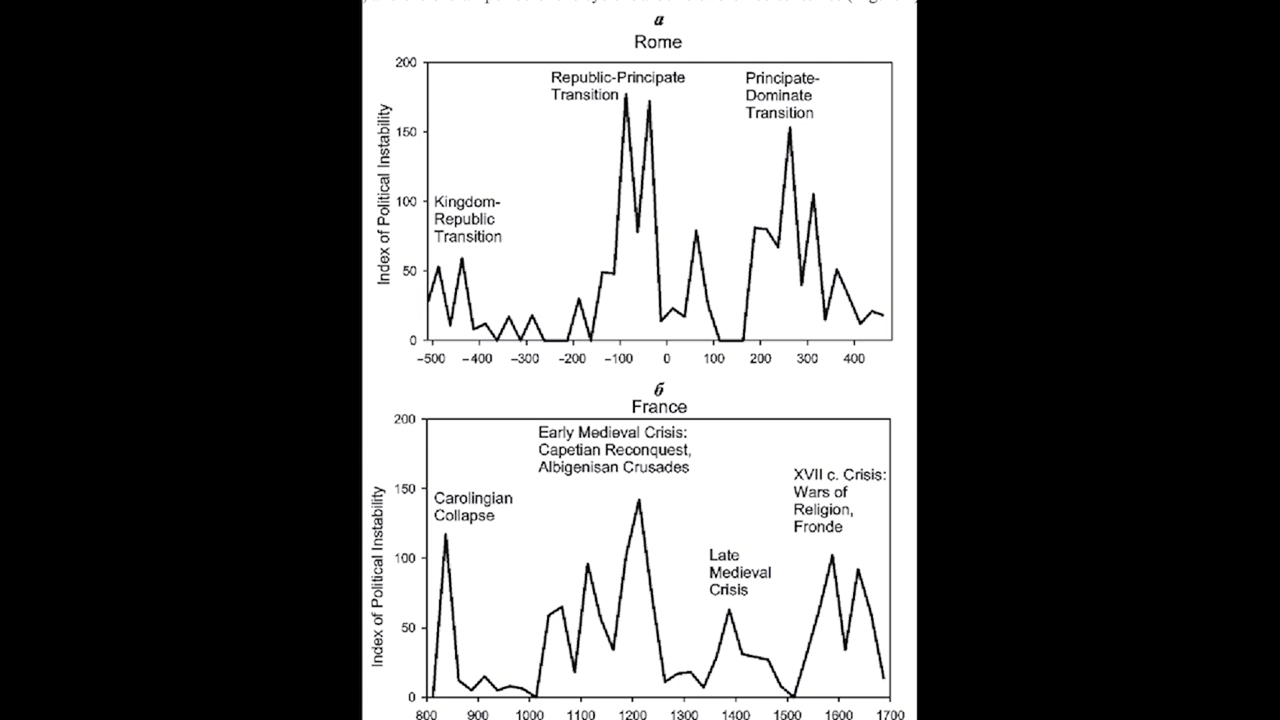 а
Rome
200
Republic-Principate
Transition
Principate-
Dominate
Transition
150
Index of Political Instability
100
Kingdom-
Republic
Transition
50
0
–500 –400 –300 –200 –100 0 100 200 300 400
б
France
200
Early Medieval Crisis:
Capetian Reconquest,
Albigenisan Crusades
XVII c. Crisis:
Wars of
Religion,
Fronde
150
Carolingian
Collapse
Index of Political Instability
100
Late
Medieval
Crisis
50
0
800 900 1000 1100 1200 1300 1400 1500 1600 1700